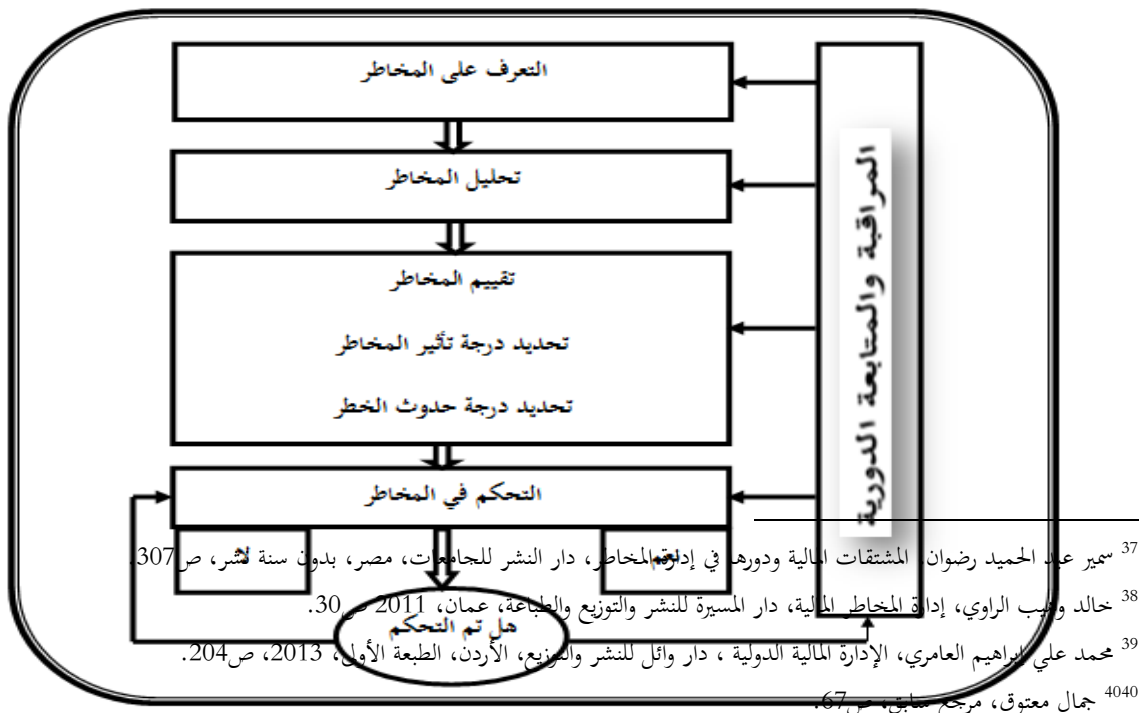 التعرف على المخاطر
تحليل المخاطر
تقييم المخاطر
تحديد درجة تأثير المخاطر
تحديد درجة حدوث الخطر
التحكم في المخاطر
المراقبة والمتابعة الدورية
نعم
لا
هل تم التحكم
37 سمير عبد الحميد رضوان، المشتقات المالية ودورها في إدارة المخاطر، دار النشر للجامعات، مصر، بدون سنة نشر، ص307.
38 خالد وهيب الراوي، إدارة المخاطر المالية، دار المسيرة للنشر والتوزيع والطباعة، عمان، 2011 ص30.
39 محمد علي إبراهيم العامري، الإدارة المالية الدولية ، دار وائل للنشر والتوزيع، الأردن، الطبعة الأولى، 2013، ص204.
4040 جمال معتوق، مرجع سابق، ص67.